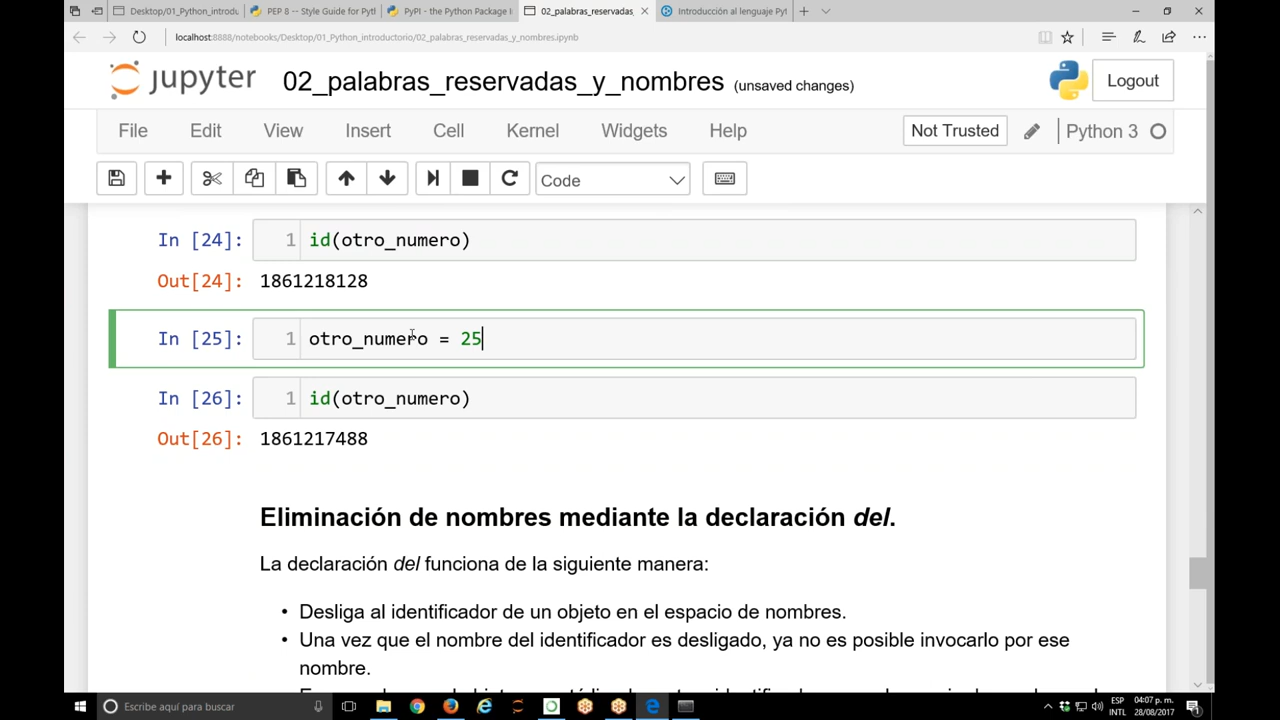 Desktop/01_Python_introdu
PEP 8 -- Style Guide for Pytl
PyPI - the Python Package I
02_palabras_reservadas_
Introducción al lenguaje Pyt
localhost:8888/notebooks/Desktop/01_Python_introductorio/02_palabras_reservadas_y_nombres.ipynb
jupyter 02_palabras_reservadas_y_nombres (unsaved changes) Logout
File Edit View Insert Cell Kernel Widgets Help Not Trusted Python 3
Code
In [24]: 1 id(otro_numero)
Out[24]: 1861218128
In [25]: 1 otro_numero = 25
In [26]: 1 id(otro_numero)
Out[26]: 1861217488
Eliminación de nombres mediante la declaración del.
La declaración del funciona de la siguiente manera:
• Desliga al identificador de un objeto en el espacio de nombres.
• Una vez que el nombre del identificador es desligado, ya no es posible invocarlo por ese
nombre.
Escribe aquí para buscar
ESP 04:07 p. m.
INTL 28/08/2017